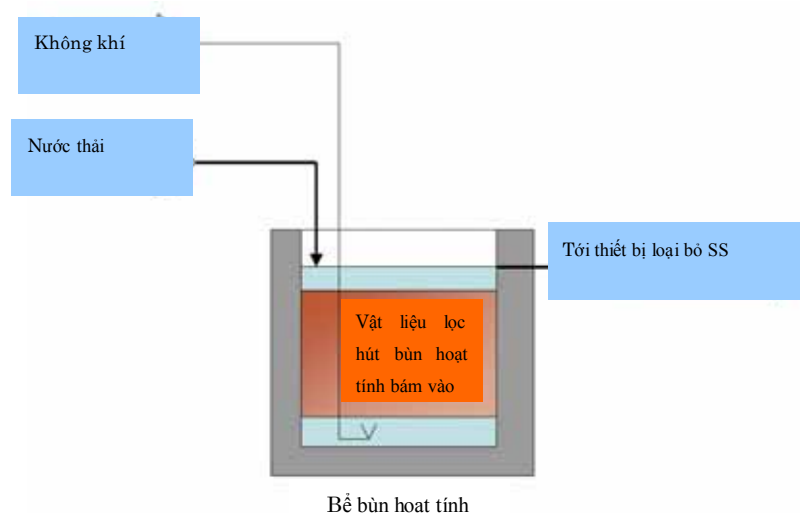 Không khí
Nước thải
Tới thiết bị loại bỏ SS
Vật liệu lọc
hút bùn hoạt
tính bám vào
Bể bùn hoạt tính